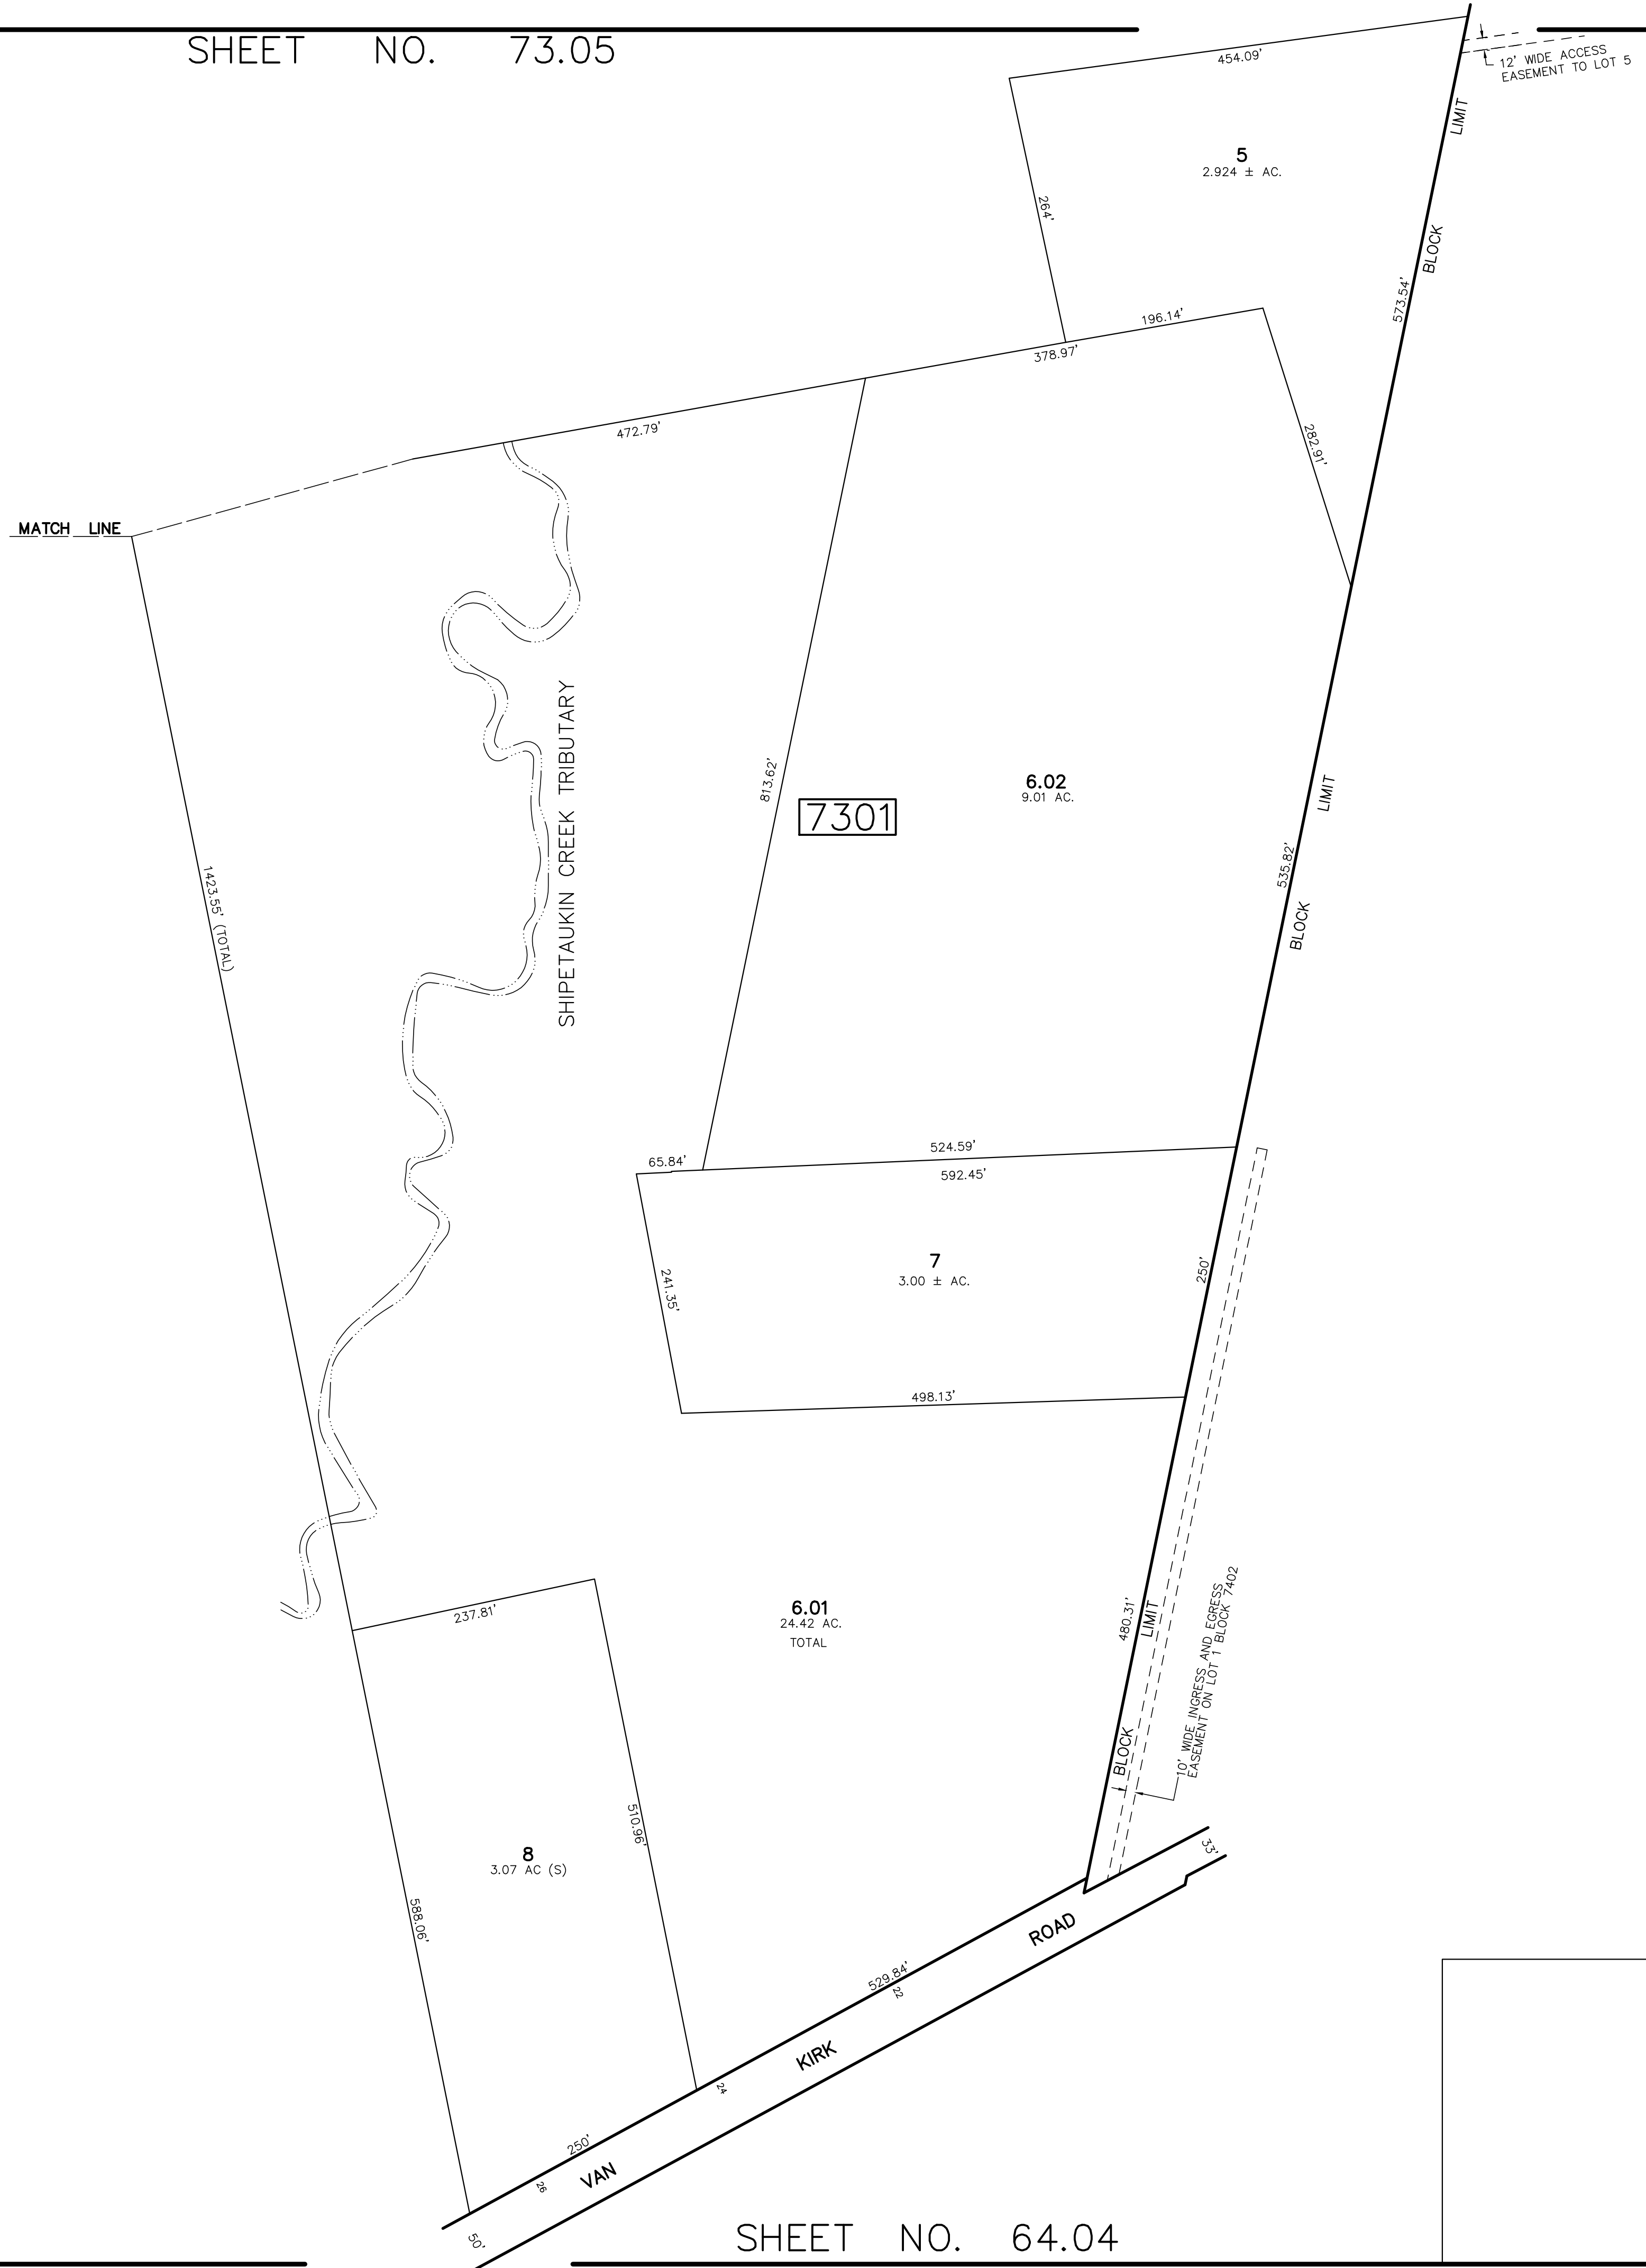 SHEET NO. 73.05
454.09'
12' WIDE ACCESS
EASEMENT TO LOT 5
LIMIT
5
2.924 ± AC.
264'
BLOCK
573.54'
196.14'
378.97'
472.79'
282.91'
MATCH LINE
SHIPETAUKIN CREEK TRIBUTARY
813.62'
6.02
9.01 AC.
7301
LIMIT
535.82'
BLOCK
1423.55' (TOTAL)
65.84'
524.59'
592.45'
7
3.00 ± AC.
241.35'
250'
498.13'
237.81'
6.01
24.42 AC.
TOTAL
480.31'
LIMIT
BLOCK
10' WIDE INGRESS AND EGRESS
EASEMENT ON LOT 1 BLOCK 7402
510.96'
8
3.07 AC (S)
588.06'
33'
529.84'
22
24
250'
26
VAN KIRK ROAD
50'
SHEET NO. 64.04